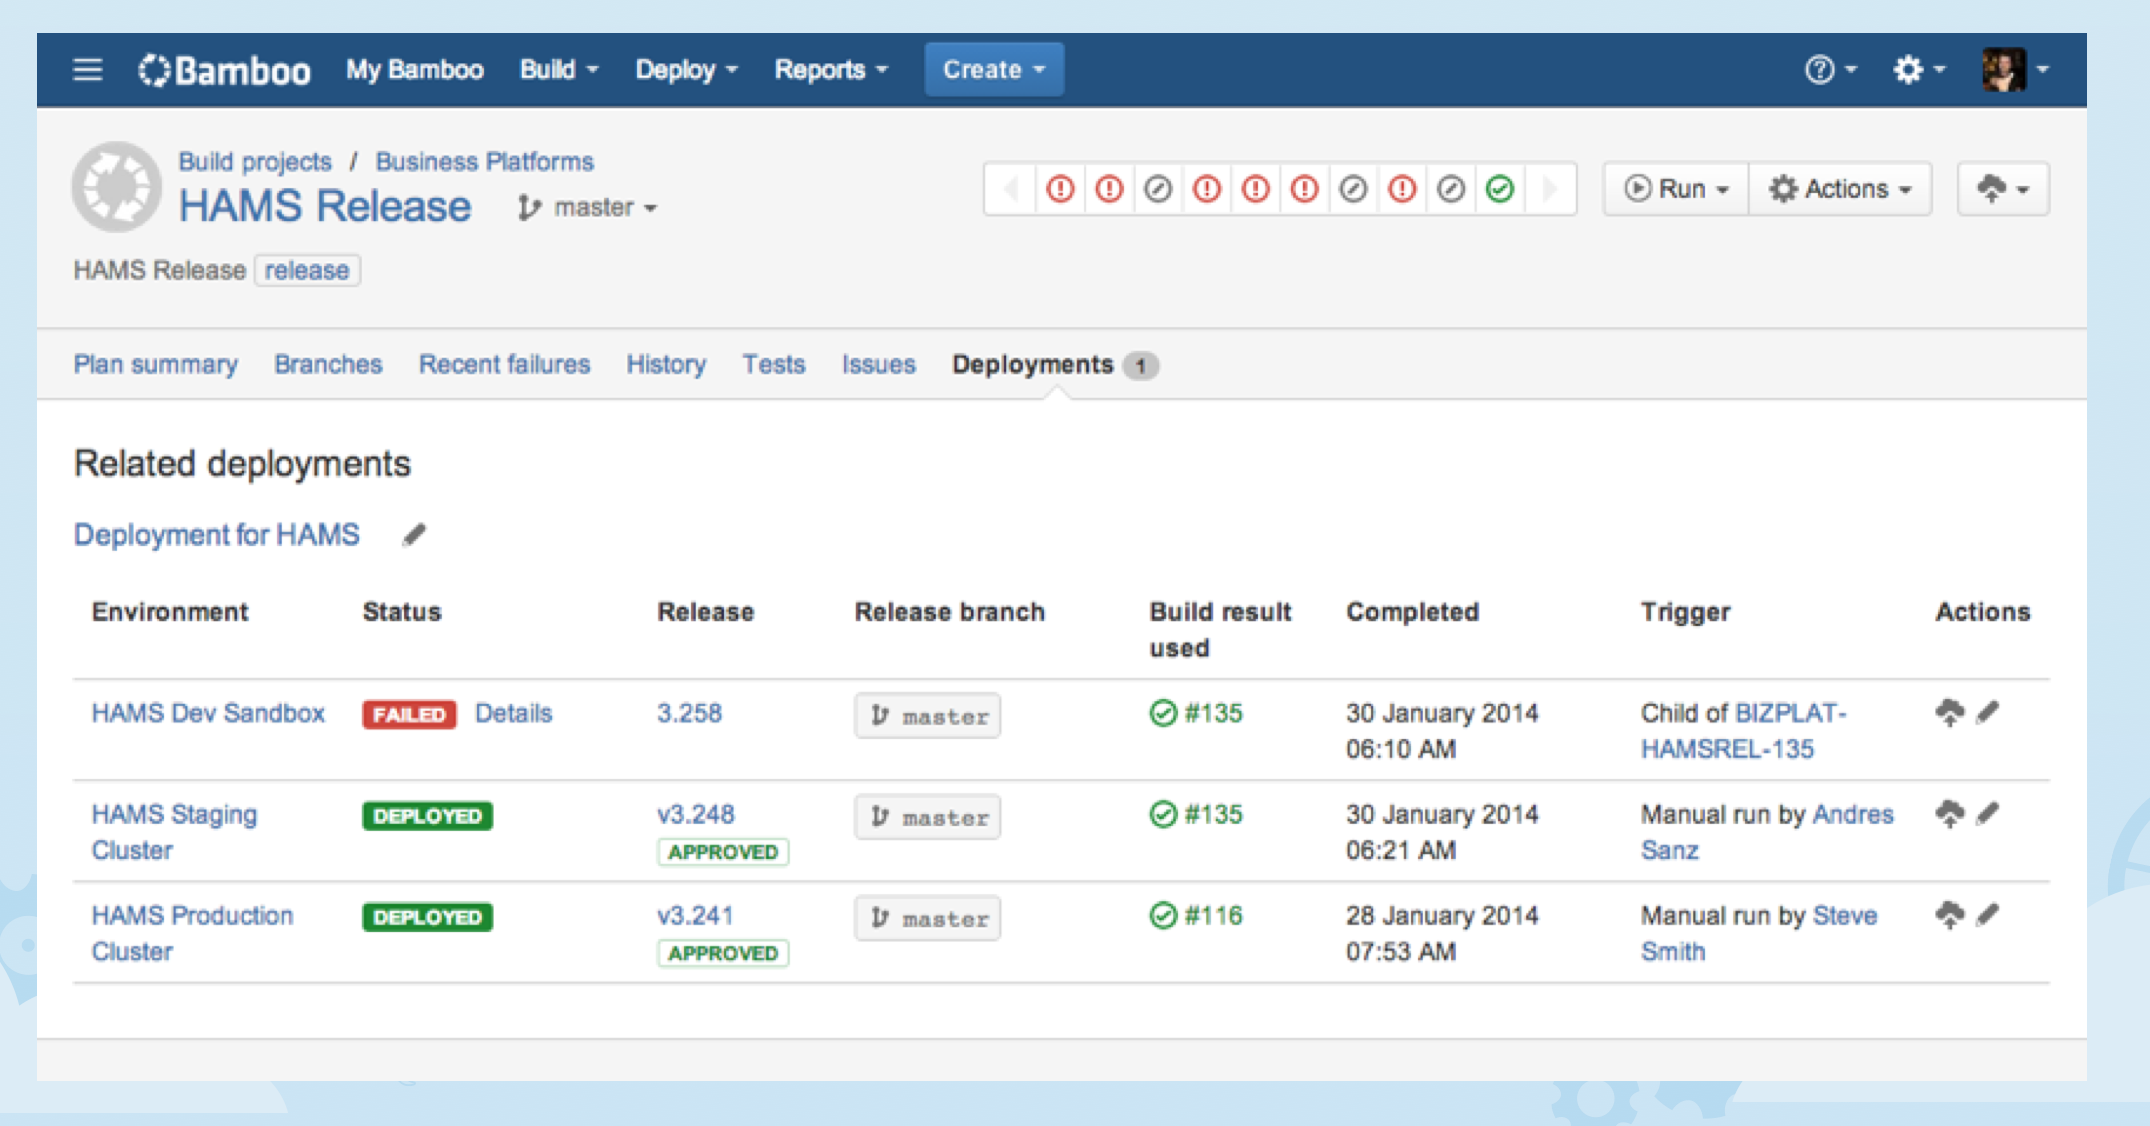 Bamboo My Bamboo Build Deploy Reports Create
Build projects / Business Platforms
HAMS Release master
Run Actions
HAMS Release release
Plan summary Branches Recent failures History Tests Issues Deployments 1
Related deployments
Deployment for HAMS
Environment Status Release Release branch Build result used Completed Trigger Actions
HAMS Dev Sandbox FAILED Details 3.258 master #135 30 January 2014 06:10 AM Child of BIZPLAT-HAMSREL-135
HAMS Staging Cluster DEPLOYED v3.248 APPROVED master #135 30 January 2014 06:21 AM Manual run by Andres Sanz
HAMS Production Cluster DEPLOYED v3.241 APPROVED master #116 28 January 2014 07:53 AM Manual run by Steve Smith